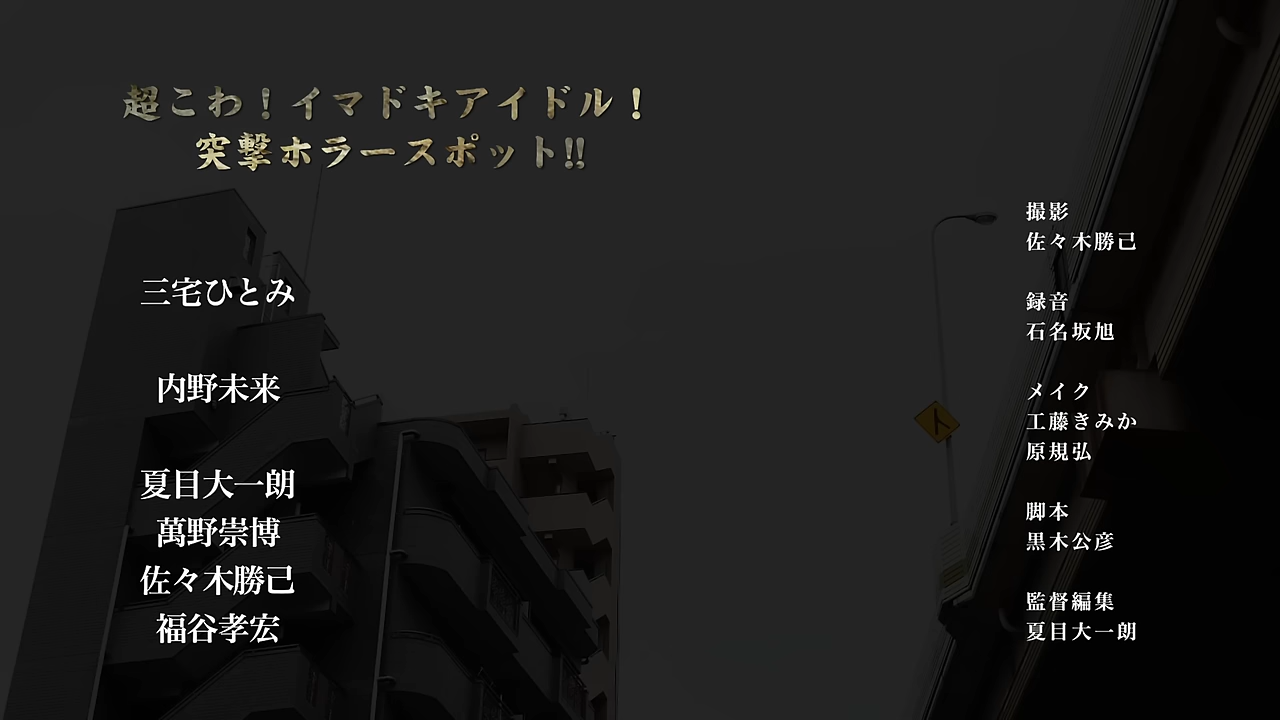 超こわ！イマドキアイドル！
突撃ホラースポット!!
三宅ひとみ
内野未来
夏目大一朗
萬野崇博
佐々木勝己
福谷孝宏
撮影
佐々木勝己
録音
石名坂旭
メイク
工藤きみか
原規弘
脚本
黒木公彦
監督編集
夏目大一朗